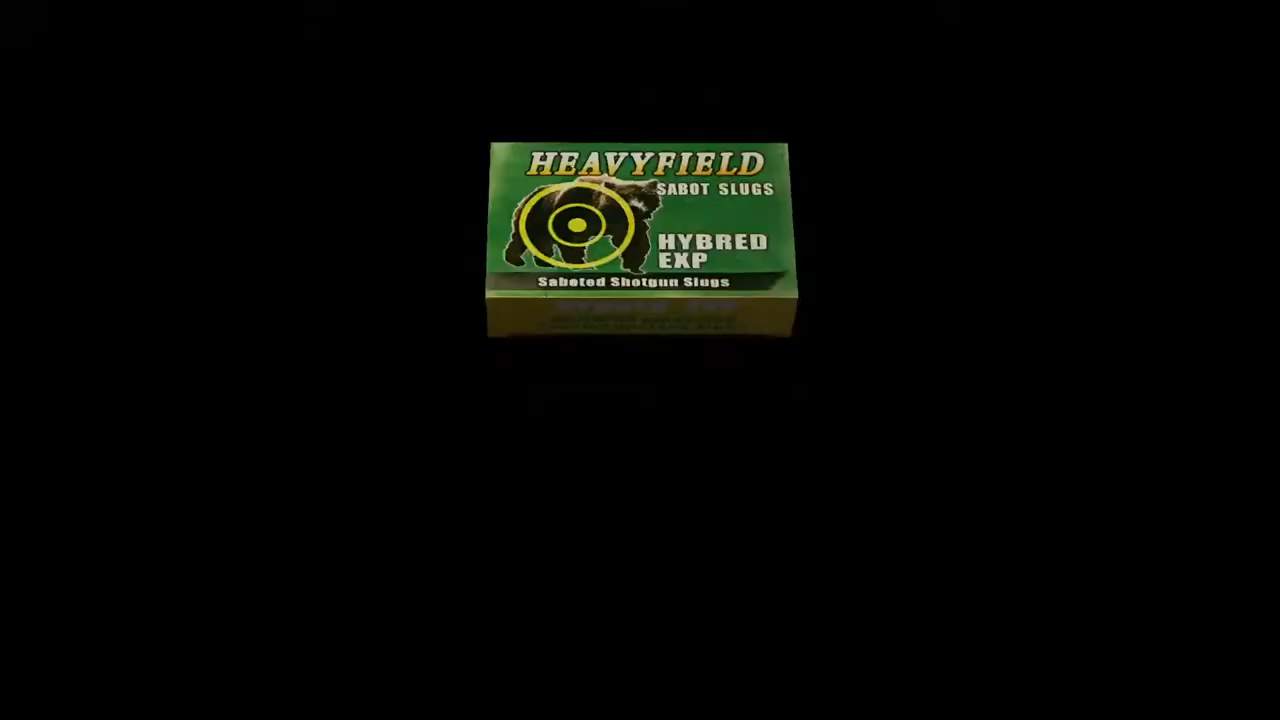 HEAVYFIELD
SABOT SLUGS
HYBRED
EXP
Saboted Shotgun Slugs